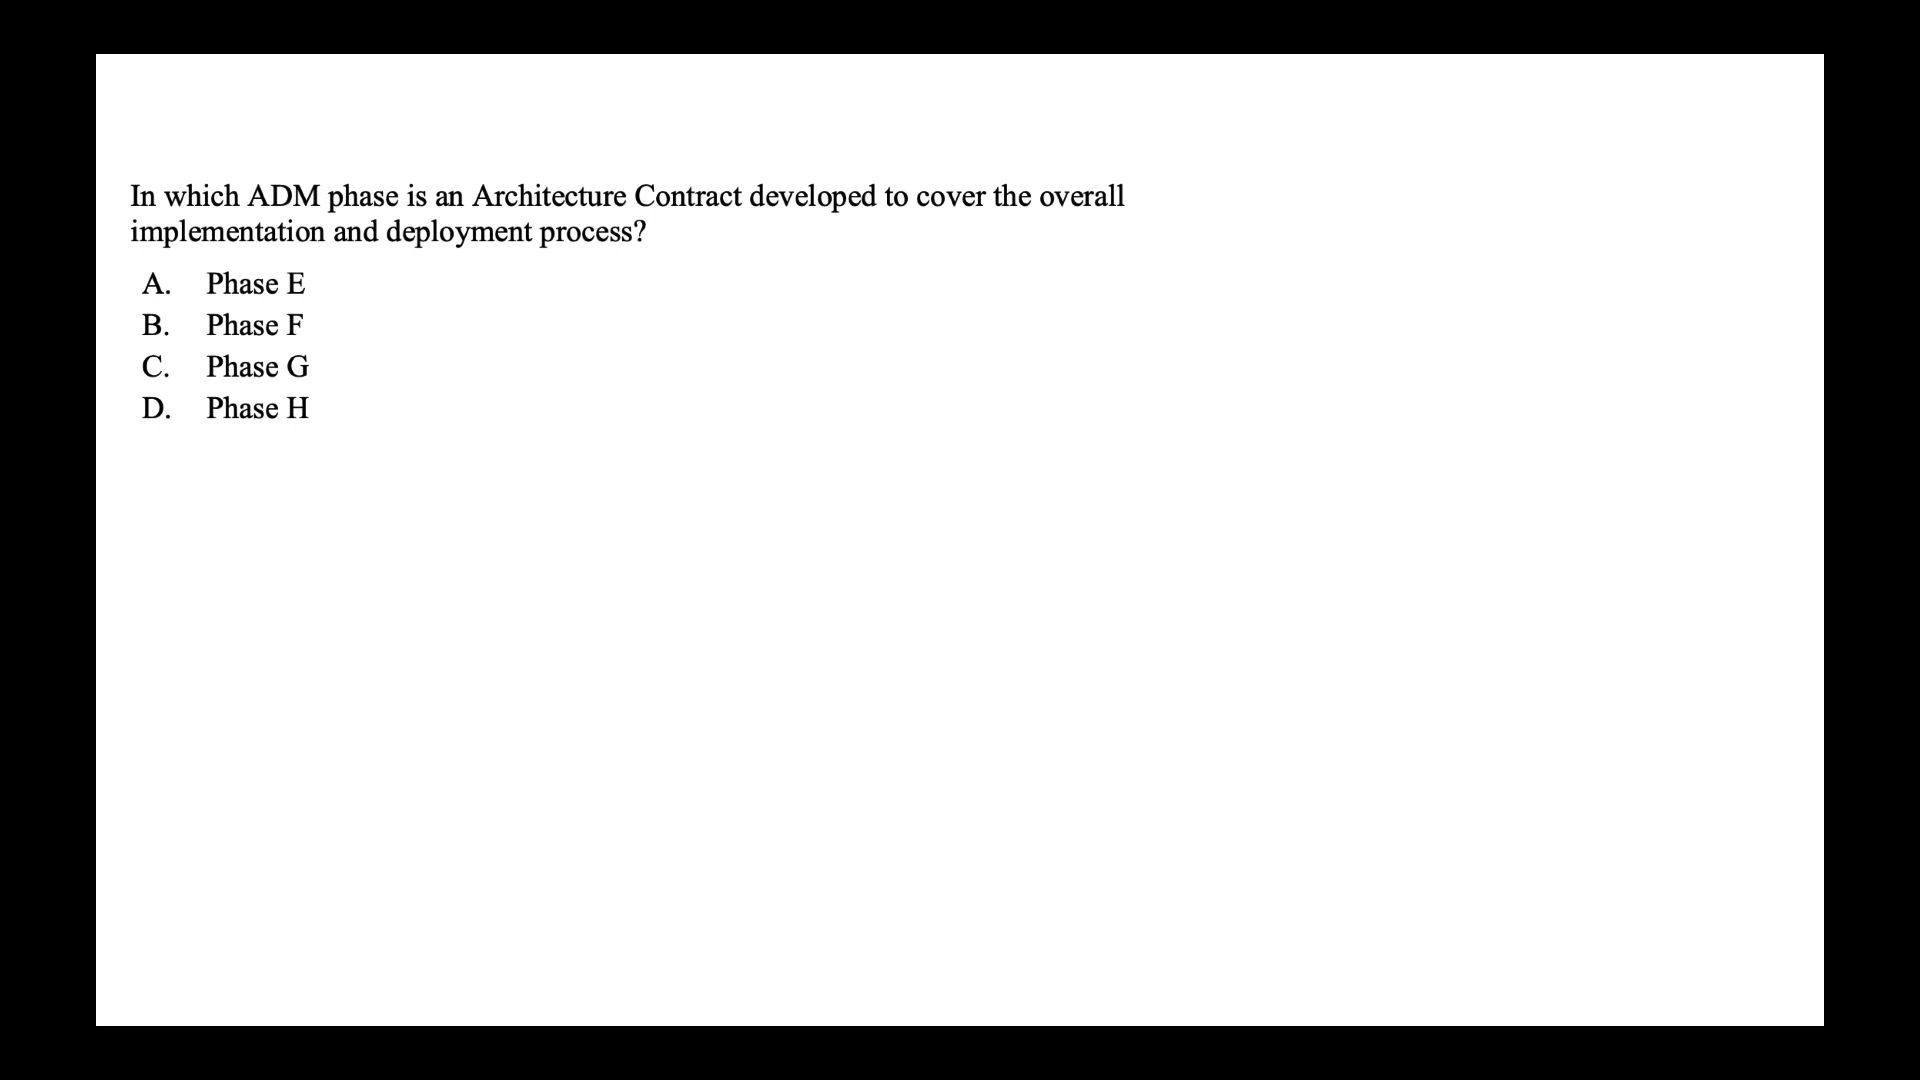 In which ADM phase is an Architecture Contract developed to cover the overall
implementation and deployment process?
A. Phase E
B. Phase F
C. Phase G
D. Phase H